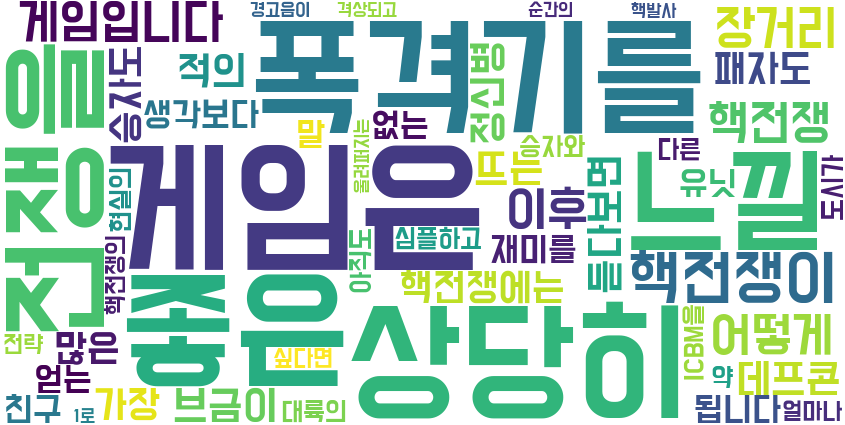 게임입니다
경고음이
격상되고
순간의
핵발사
장거리
전쟁을
승자도
적의
생각보다
폭격기를
정신병
패자도
말
없는
핵전쟁
울려퍼지는
승자와
다른
게임은
뜨는
느낄
유닛
도시가
현실의
이후
틀다보면
핵전쟁의
아직도
심플하고
재미를
핵전쟁이
좋은
핵전쟁에는
상당히
ICBM을
어떻게
전략
많은
싶다면
얻는
약
데프콘
친구
1로
가장
브금이
대륙의
됩니다
얼마나